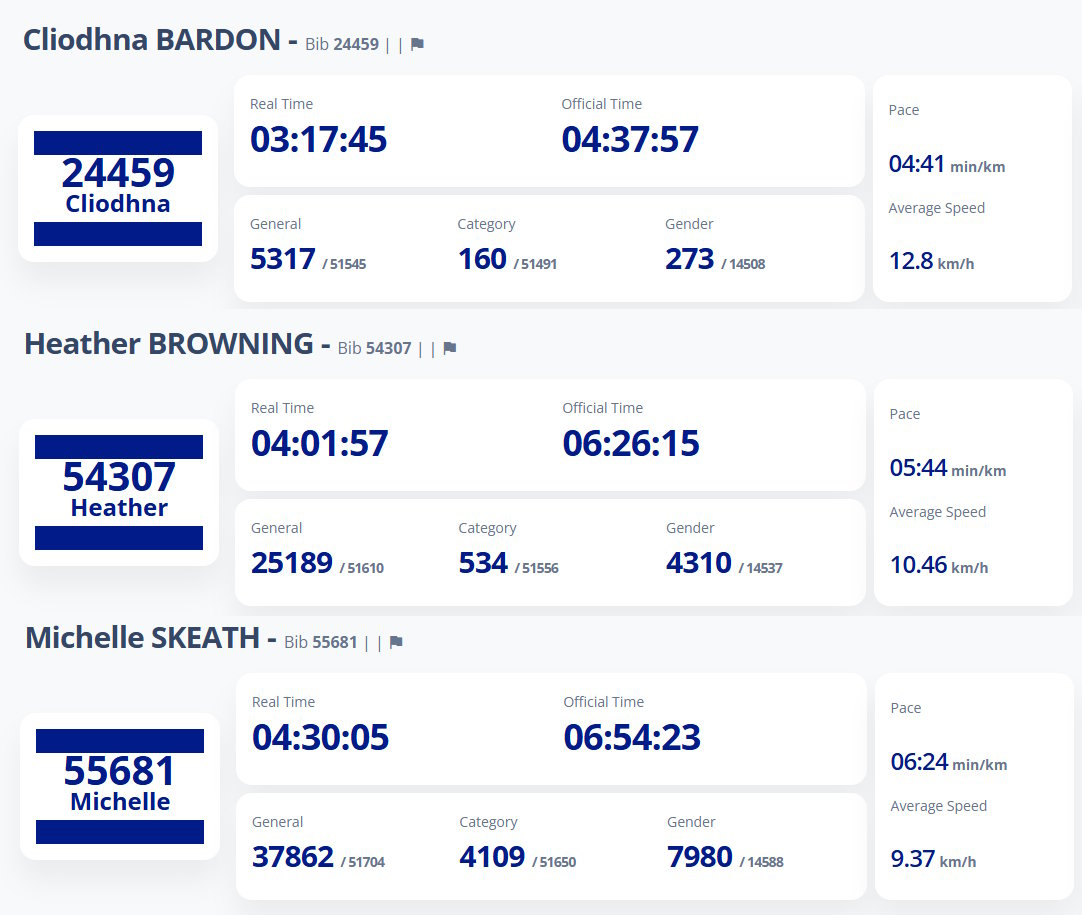 Cliodhna BARDON - Bib 24459 | |
Real Time Official Time Pace
03:17:45 04:37:57
24459
Cliodhna
04:41 min/km
General Category Gender Average Speed
5317 / 51545 160 / 51491 273 / 14508 12.8 km/h
Heather BROWNING - Bib 54307 | |
Real Time Official Time Pace
04:01:57 06:26:15
54307
Heather
05:44 min/km
General Category Gender Average Speed
25189 / 51610 534 / 51556 4310 / 14537 10.46 km/h
Michelle SKEATH - Bib 55681 | |
Real Time Official Time Pace
04:30:05 06:54:23
55681
Michelle
06:24 min/km
General Category Gender Average Speed
37862 / 51704 4109 / 51650 7980 / 14588 9.37 km/h